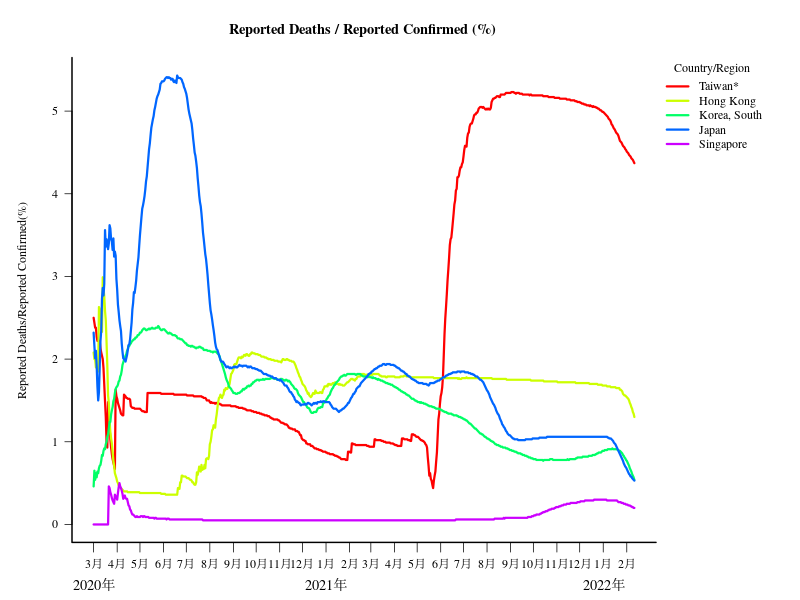 Reported Deaths / Reported Confirmed (%)
Country/Region
Taiwan*
Hong Kong
Korea, South
Japan
Singapore
Reported Deaths/Reported Confirmed(%)
5
4
3
2
1
0
3月 4月 5月 6月 7月 8月 9月 10月 11月 12月 1月 2月 3月 4月 5月 6月 7月 8月 9月 10月 11月 12月 1月 2月
2020年 2021年 2022年